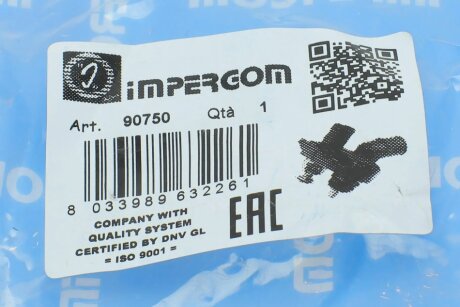 IMPERGOM
Art. 90750 Qtà 1
8 033989 632261
EAC
COMPANY WITH
QUALITY SYSTEM
CERTIFIED BY DNV GL
= ISO 9001 =